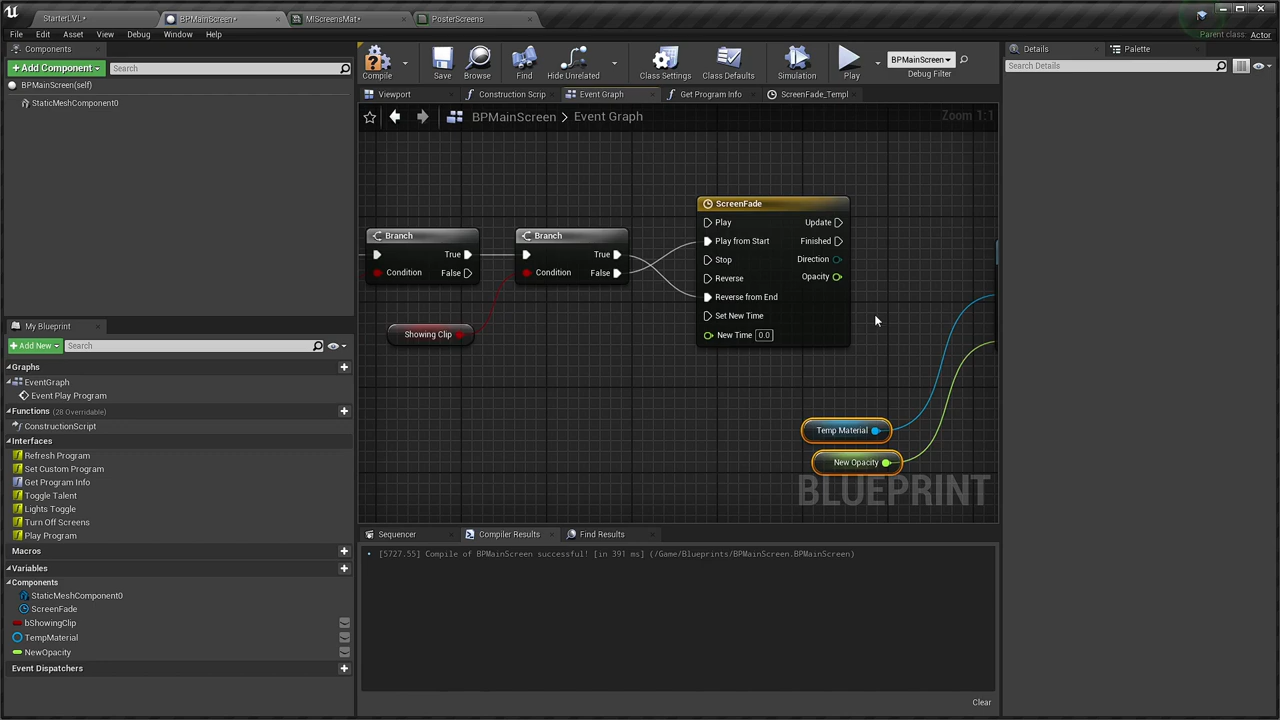 StarterLVL*
BPMainScreen*
MIScreensMat*
PosterScreens
File Edit Asset View Debug Window Help
Parent class: Actor
Components
+ Add Component
Search
BPMainScreen(self)
StaticMeshComponent0
Compile
Save
Browse
Find
Hide Unrelated
Class Settings
Class Defaults
Simulation
Play
BPMainScreen
Debug Filter
Viewport
Construction Scrip
Event Graph
Get Program Info
ScreenFade_Templ
BPMainScreen > Event Graph
Zoom 1:1
Branch
True
Condition
False
Branch
True
Condition
False
Showing Clip
ScreenFade
Play
Update
Play from Start
Finished
Stop
Direction
Reverse
Opacity
Reverse from End
Set New Time
New Time 0.0
Temp Material
New Opacity
BLUEPRINT
Details
Palette
Search Details
My Blueprint
+ Add New
Search
Graphs
EventGraph
Event Play Program
Functions (28 Overridable)
ConstructionScript
Interfaces
Refresh Program
Set Custom Program
Get Program Info
Toggle Talent
Lights Toggle
Turn Off Screens
Play Program
Macros
Variables
Components
StaticMeshComponent0
ScreenFade
bShowingClip
TempMaterial
NewOpacity
Event Dispatchers
Sequencer
Compiler Results
Find Results
[5727.55] Compile of BPMainScreen successful! [in 391 ms] (/Game/Blueprints/BPMainScreen.BPMainScreen)
Clear